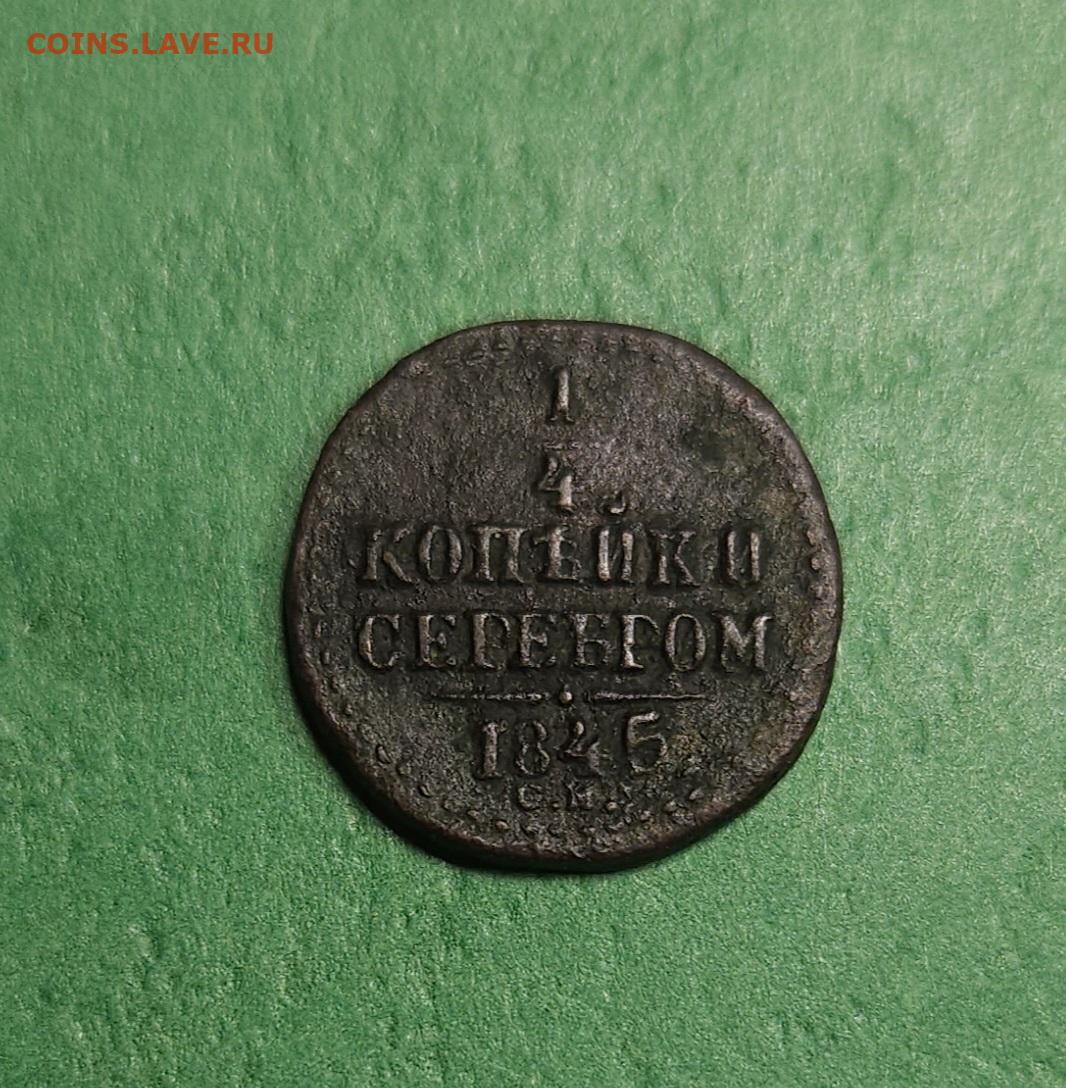 COINS.LAVE.RU
1
4
КОПѢЙКИ
СЕРЕБРОМ
1845
С.М.